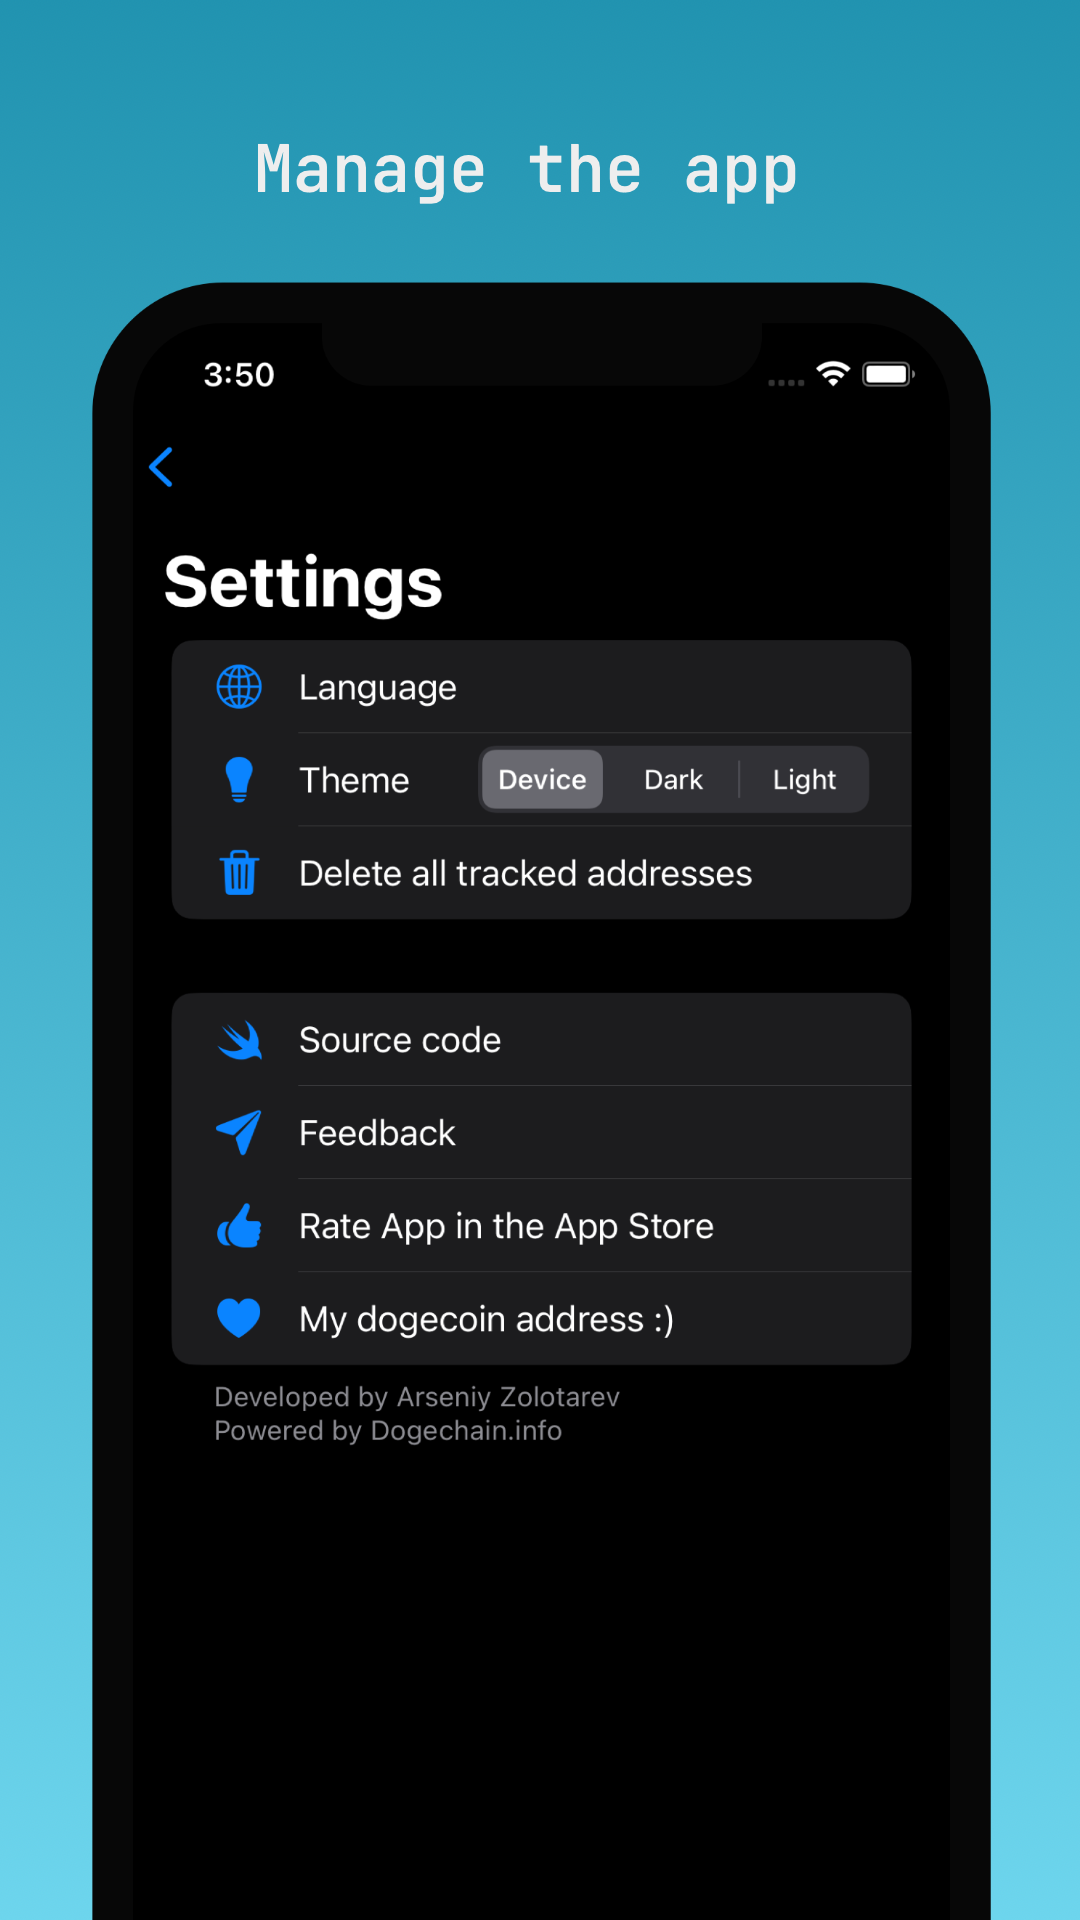 Manage the app
3:50
Settings
Language
Theme Device Dark Light
Delete all tracked addresses
Source code
Feedback
Rate App in the App Store
My dogecoin address :)
Developed by Arseniy Zolotarev
Powered by Dogechain.info